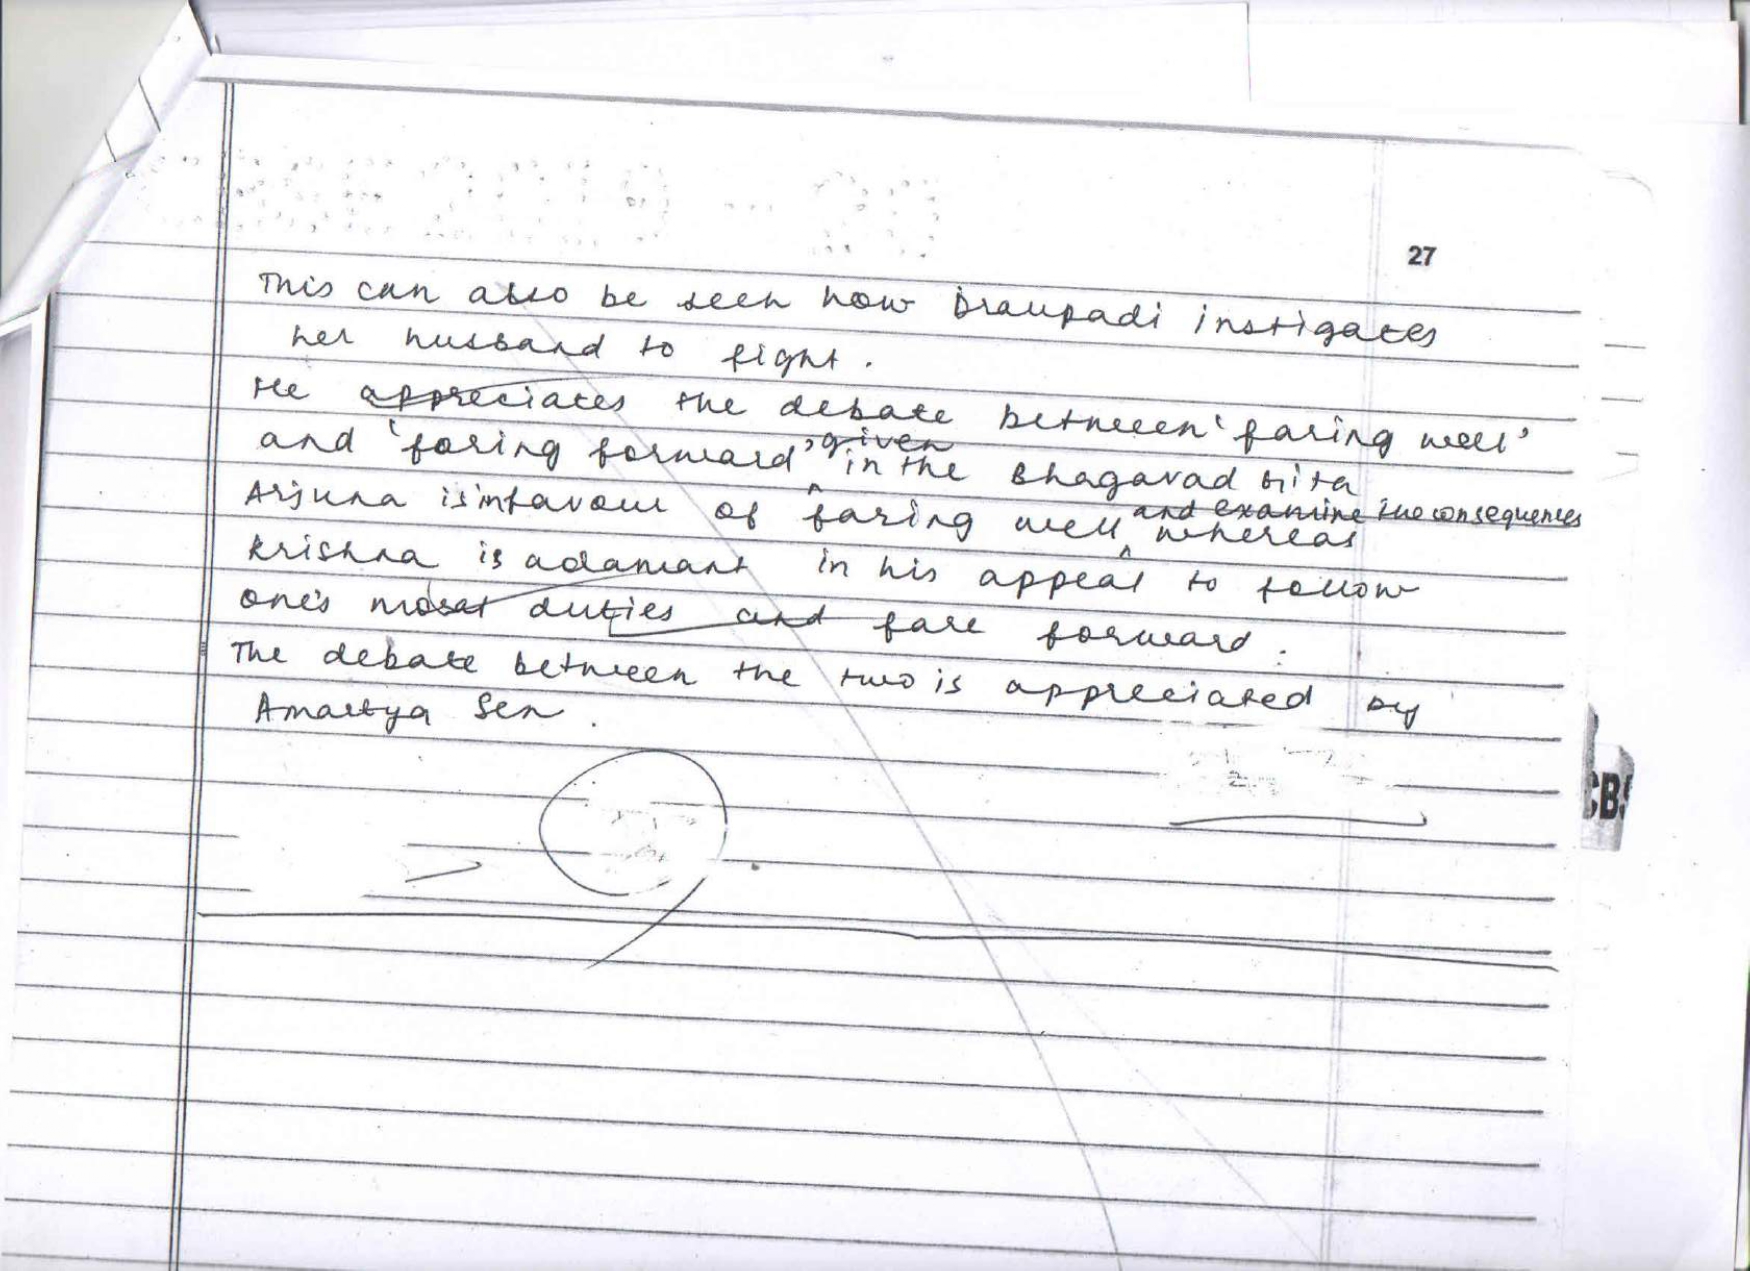 27
This can also be seen how Draupadi instigates
her husband to fight.
He appreciates the debate between 'faring well'
and 'faring forward' given in the Bhagavad Gita
Arjuna is in favour of faring well and examine the consequences whereas
Krishna is adamant in his appeal to follow
one's moral duties and fare forward.
The debate between the two is appreciated by
Amartya Sen.
CBS